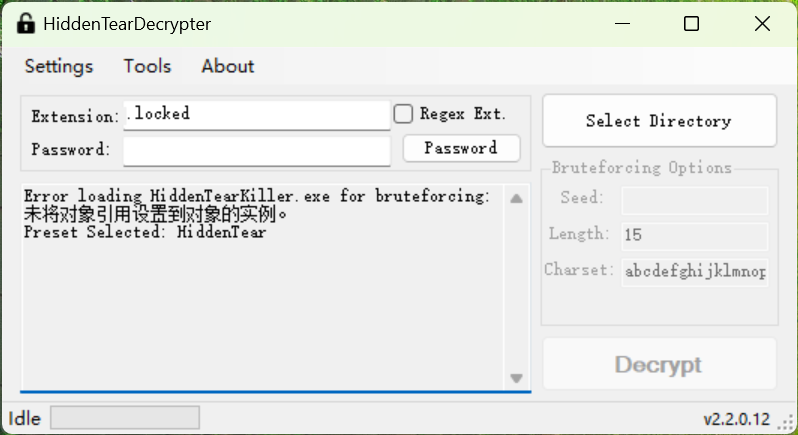 HiddenTearDecrypter
Settings Tools About
Extension: .locked Regex Ext.
Password: Password
Select Directory
Error loading HiddenTearKiller.exe for bruteforcing:
未将对象引用设置到对象的实例。
Preset Selected: HiddenTear
Bruteforcing Options
Seed:
Length: 15
Charset: abcdefghijklmnop
Decrypt
Idle v2.2.0.12